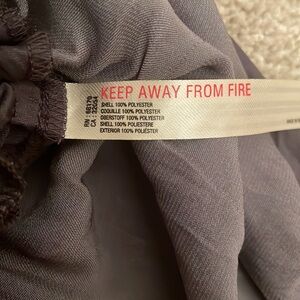 KEEP AWAY FROM FIRE
SHELL 100% POLYESTER
COQUILLE 100% POLYESTER
OBERSTOFF 100% POLYESTER
SHELL 100% POLIESTERE
EXTERIOR 100% POLIÉSTER